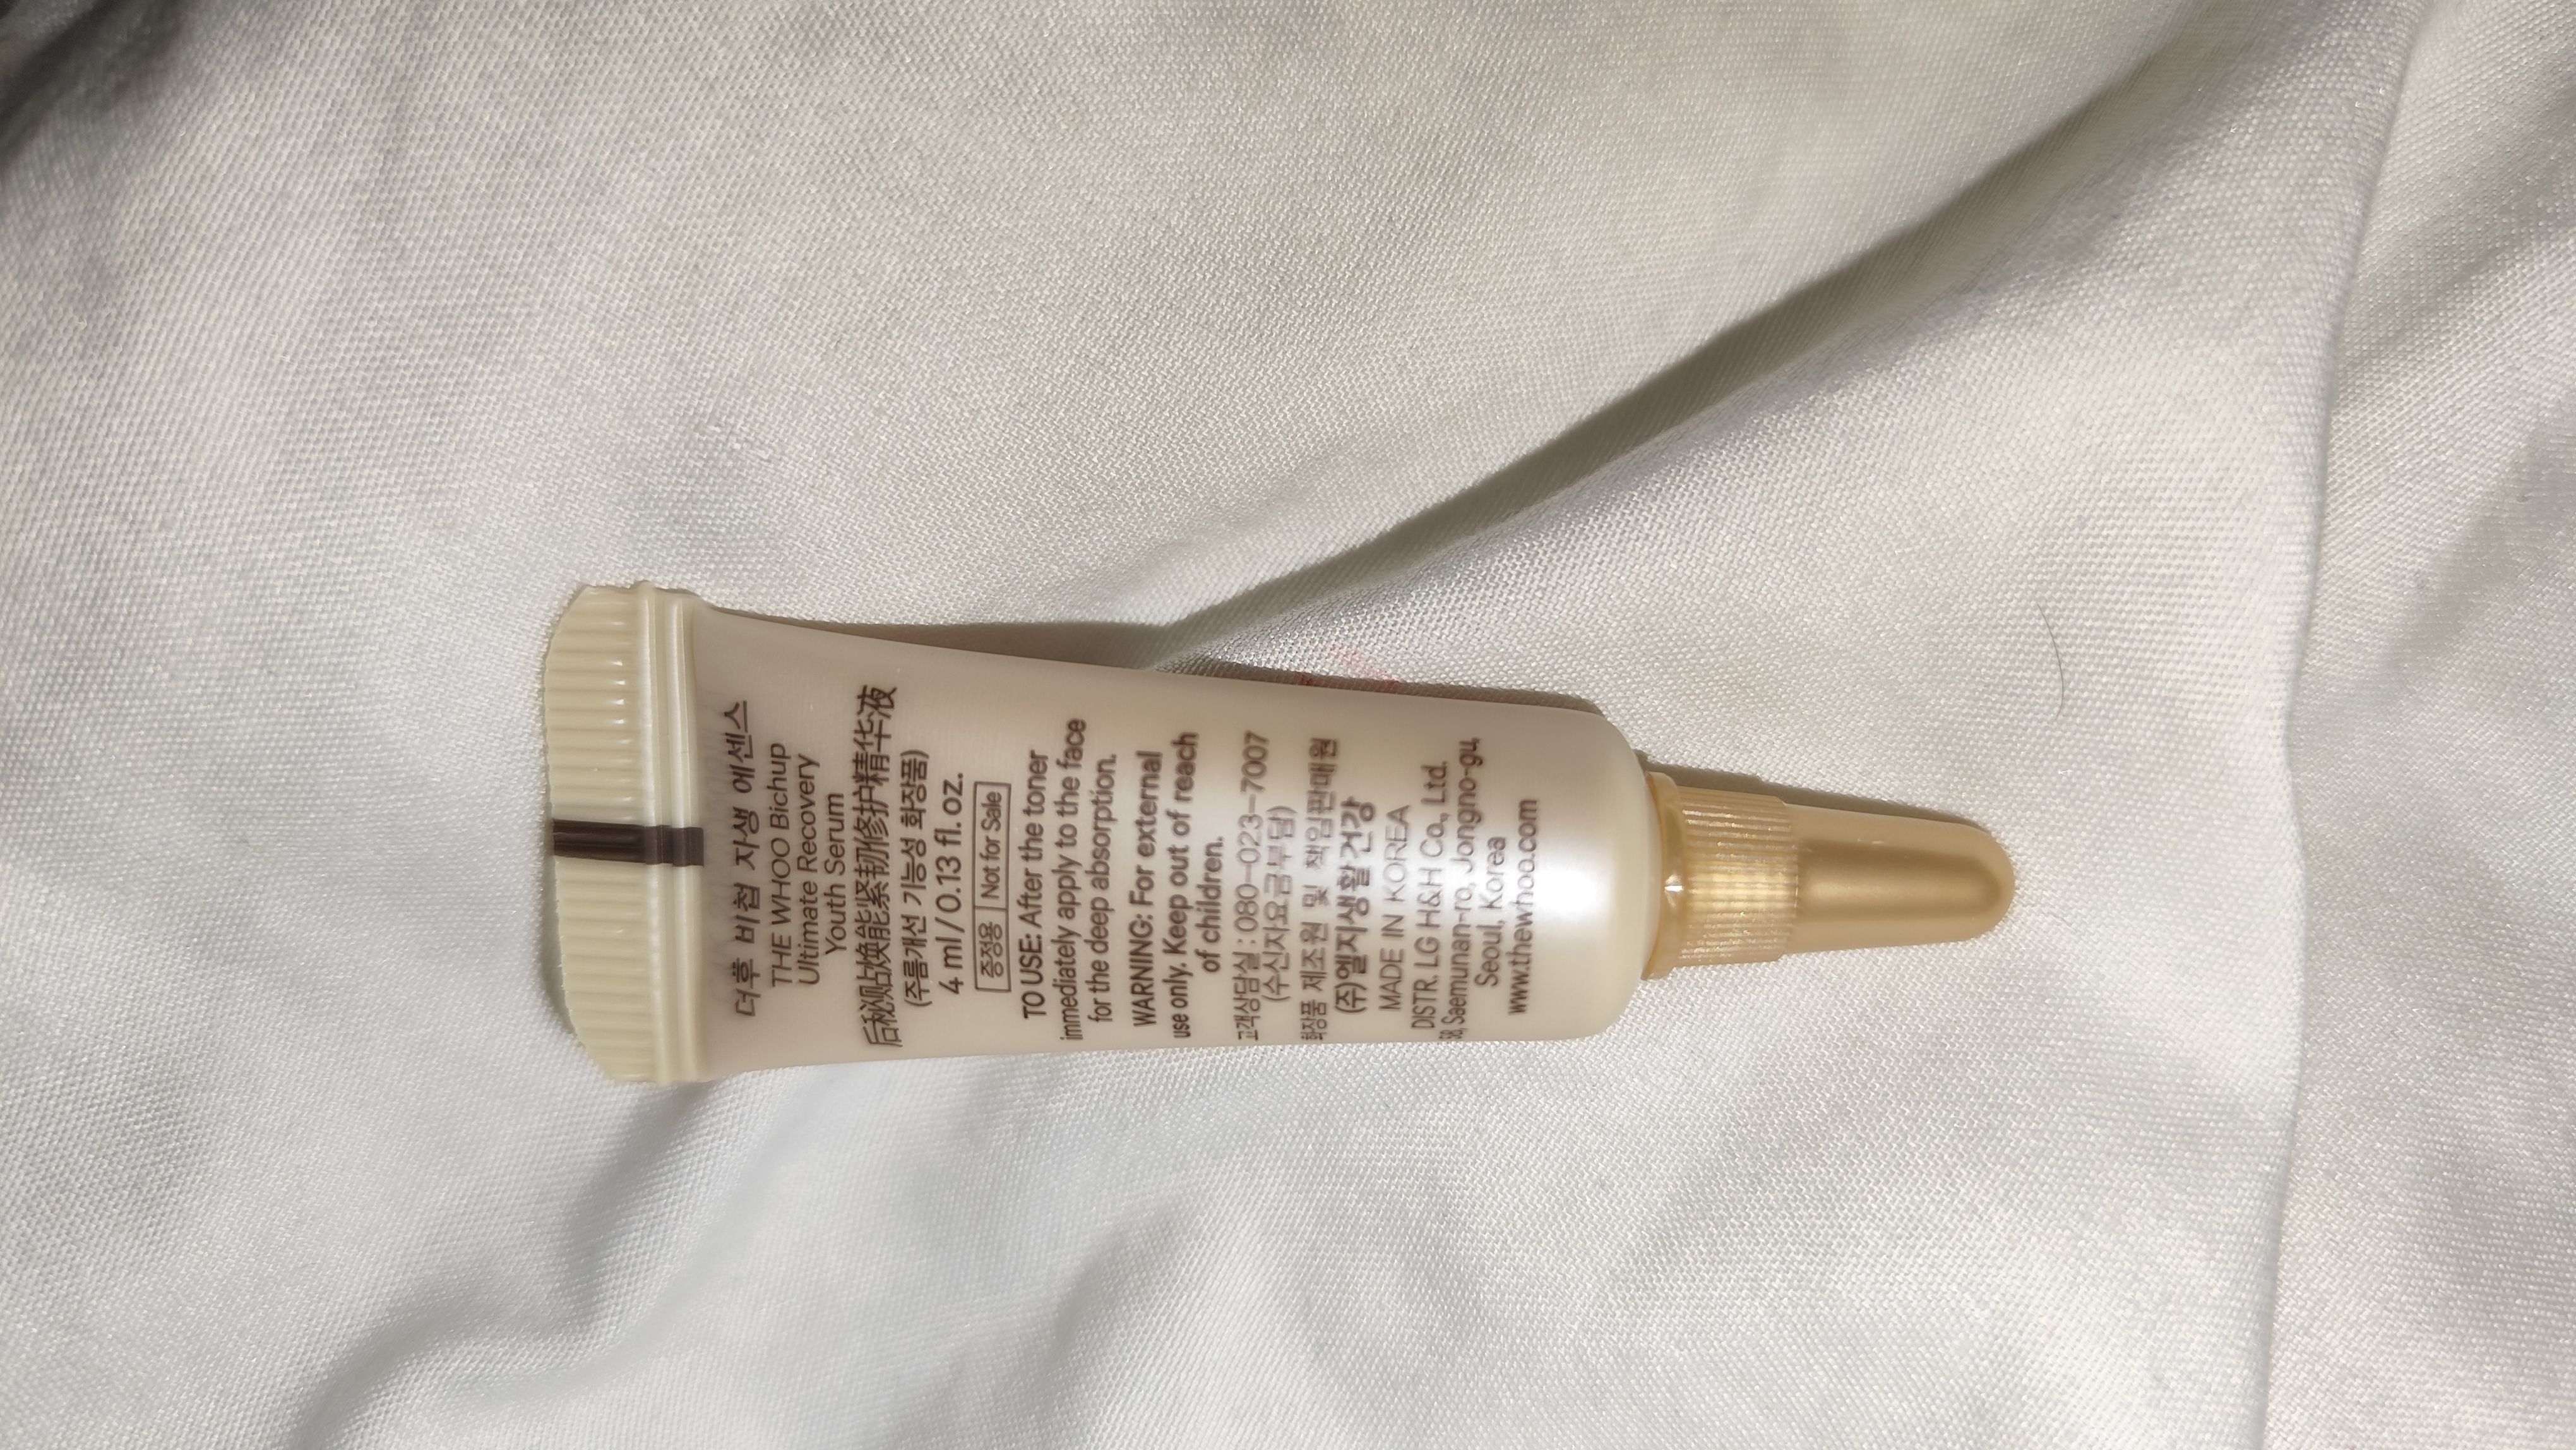 더후 비첩 자생 에센스
THE WHOO Bichup
Ultimate Recovery
Youth Serum
后秘贴焕能紧韧修护精华液
(주름개선 기능성 화장품)
4 ml / 0.13 fl. oz.
증정용 Not for Sale
TO USE: After the toner
immediately apply to the face
for the deep absorption.
WARNING: For external
use only. Keep out of reach
of children.
고객상담실 : 080-023-7007
(수신자요금부담)
화장품 제조원 및 책임판매원
(주)엘지생활건강
MADE IN KOREA
DISTR. LG H&H Co., Ltd.
58, Saemunan-ro, Jongno-gu,
Seoul, Korea
www.thewhoo.com